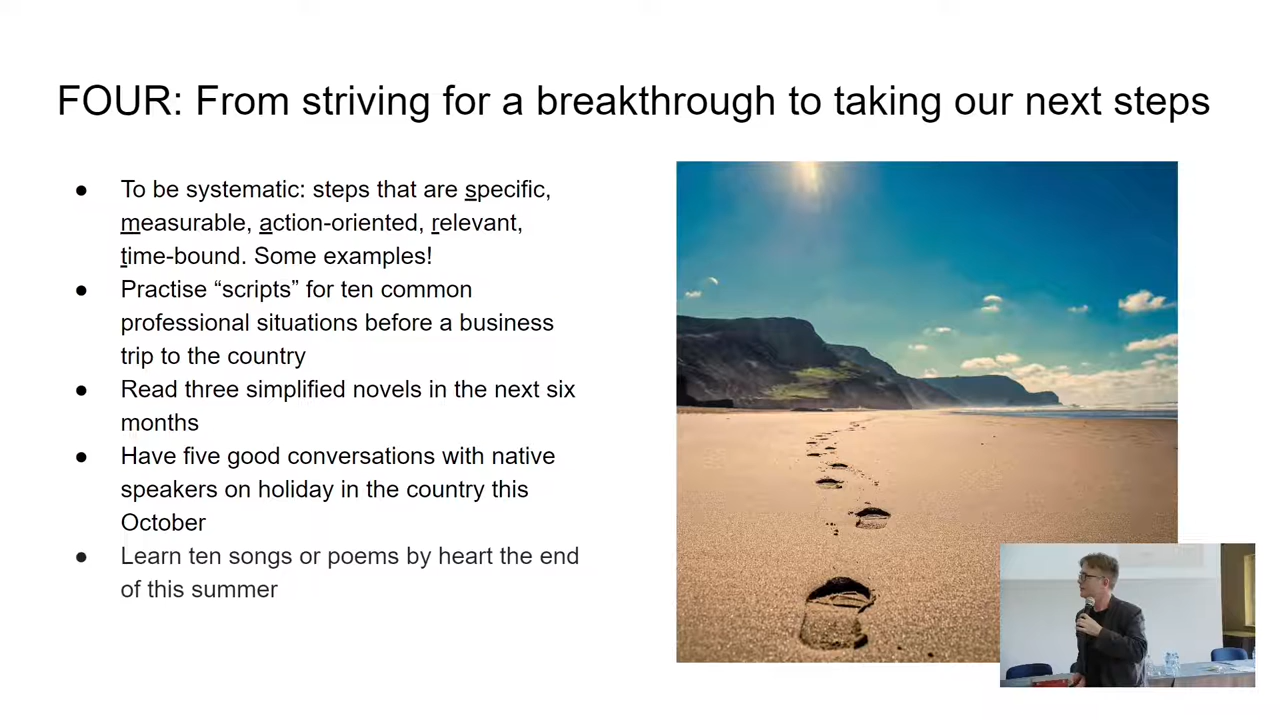 FOUR: From striving for a breakthrough to taking our next steps
● To be systematic: steps that are specific,
measurable, action-oriented, relevant,
time-bound. Some examples!
● Practise “scripts” for ten common
professional situations before a business
trip to the country
● Read three simplified novels in the next six
months
● Have five good conversations with native
speakers on holiday in the country this
October
● Learn ten songs or poems by heart the end
of this summer